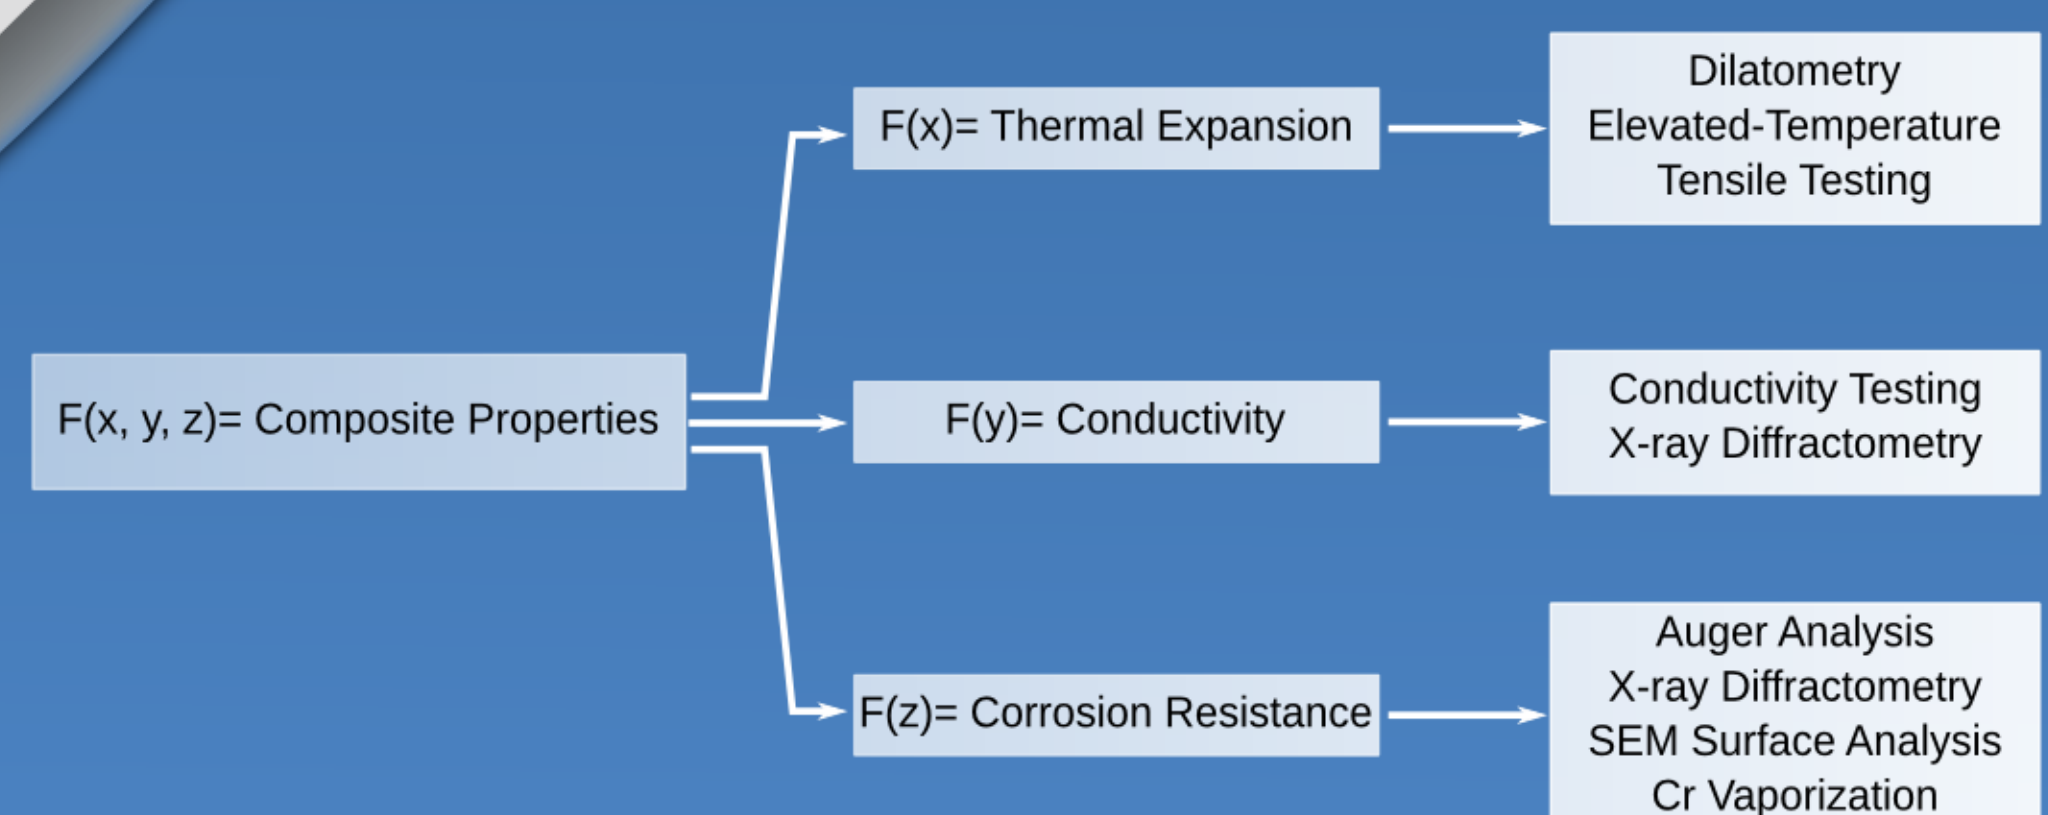 F(x, y, z)= Composite Properties
F(x)= Thermal Expansion
Dilatometry
Elevated-Temperature
Tensile Testing
F(y)= Conductivity
Conductivity Testing
X-ray Diffractometry
F(z)= Corrosion Resistance
Auger Analysis
X-ray Diffractometry
SEM Surface Analysis
Cr Vaporization